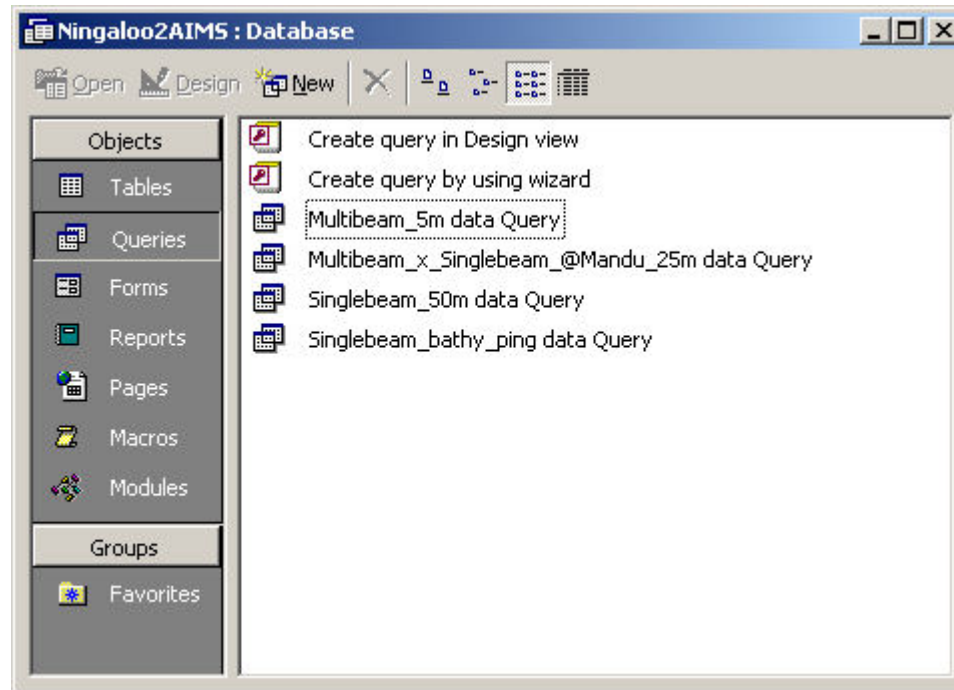 Ningaloo2AIMS : Database
Open Design New
Objects
Tables
Queries
Forms
Reports
Pages
Macros
Modules
Groups
Favorites
Create query in Design view
Create query by using wizard
Multibeam_5m data Query
Multibeam_x_Singlebeam_@Mandu_25m data Query
Singlebeam_50m data Query
Singlebeam_bathy_ping data Query